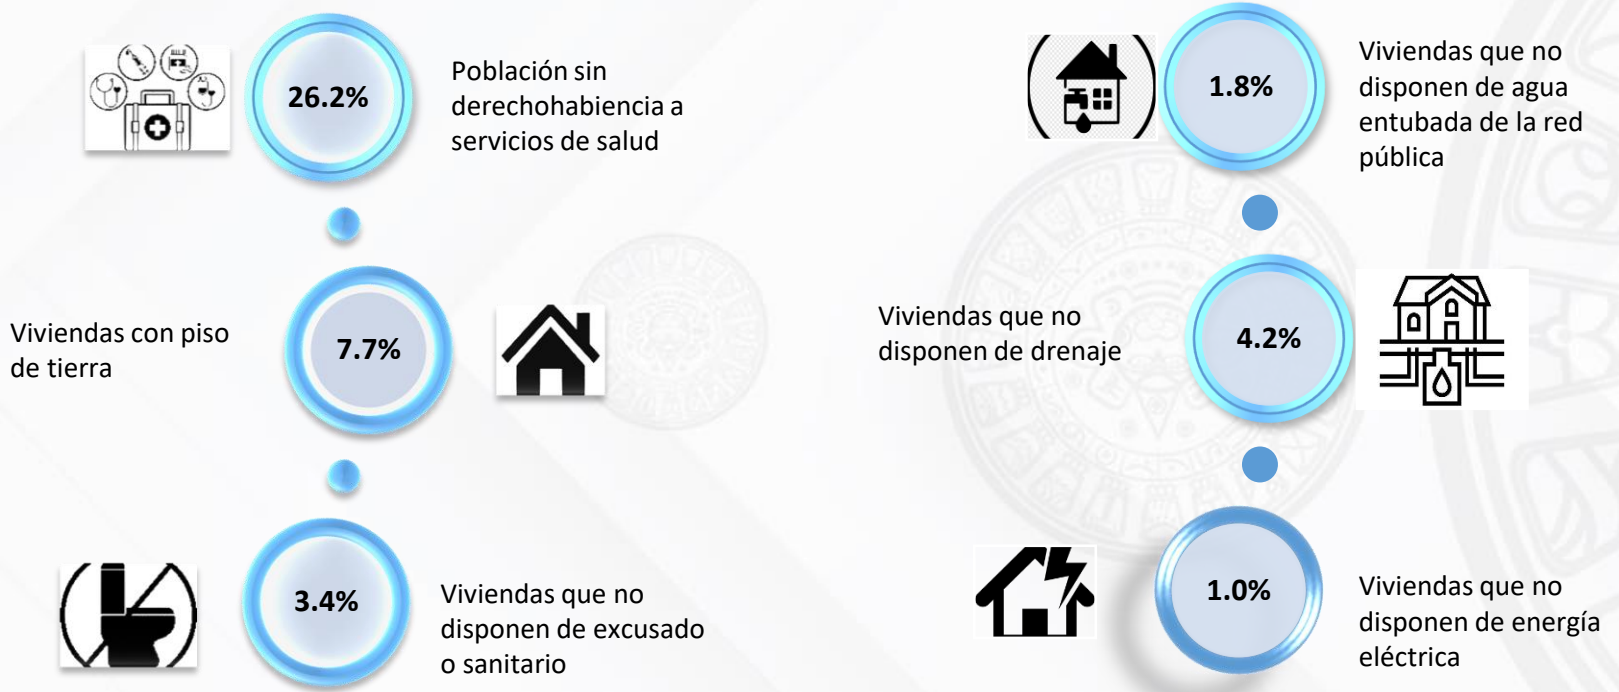 26.2%
Población sin
derechohabiencia a
servicios de salud
Viviendas con piso
de tierra
7.7%
3.4%
Viviendas que no
disponen de excusado
o sanitario
1.8%
Viviendas que no
disponen de agua
entubada de la red
pública
Viviendas que no
disponen de drenaje
4.2%
1.0%
Viviendas que no
disponen de energía
eléctrica